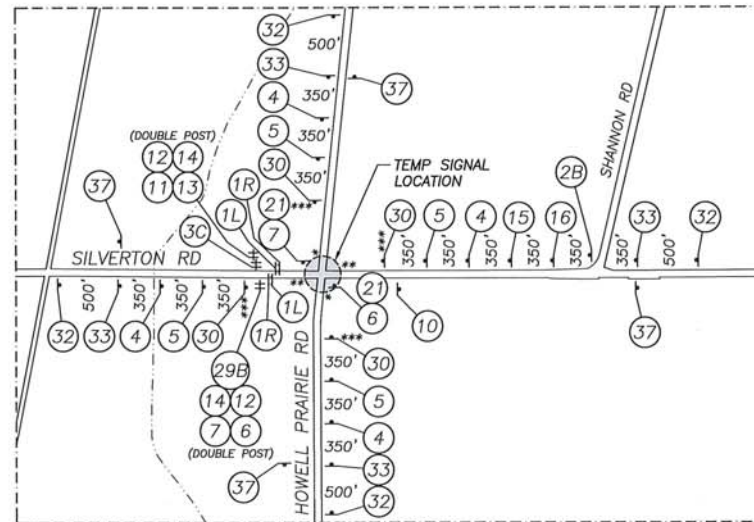 32
500'
33
350'
37
4
350'
5
350'
30
***
(DOUBLE POST)
12 14
11 13
37
1R
1L
3C
21
7
*
**
TEMP SIGNAL
LOCATION
SHANNON RD
2B
*** 30 5 4 15 16 33 32
350' 350' 350' 350' 350' 350' 500'
SILVERTON RD
500' 350' 350' 350' ***
32 33 4 5 30
1R
1L
**
*
21
6
10
37
29B
14 12
7 6
(DOUBLE POST)
37
HOWELL PRAIRIE RD
***
30
350'
5
350'
4
350'
33
500'
32